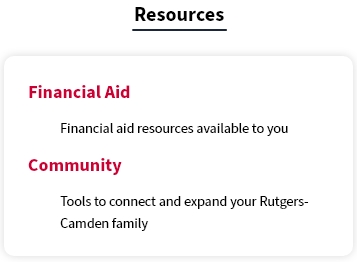 Resources
Financial Aid
Financial aid resources available to you
Community
Tools to connect and expand your Rutgers-
Camden family